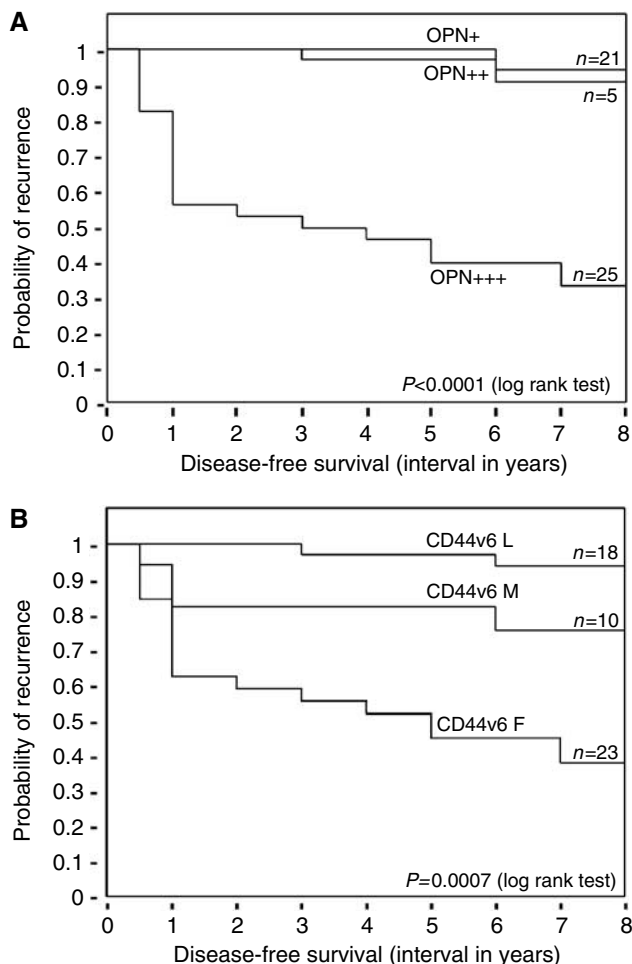 A
OPN+
OPN++
OPN+++
n=21
n=5
n=25
P<0.0001 (log rank test)
Probability of recurrence
1
0.9
0.8
0.7
0.6
0.5
0.4
0.3
0.2
0.1
0
0 1 2 3 4 5 6 7 8
Disease-free survival (interval in years)
B
CD44v6 L
CD44v6 M
CD44v6 F
n=18
n=10
n=23
P=0.0007 (log rank test)
Probability of recurrence
1
0.9
0.8
0.7
0.6
0.5
0.4
0.3
0.2
0.1
0
0 1 2 3 4 5 6 7 8
Disease-free survival (interval in years)